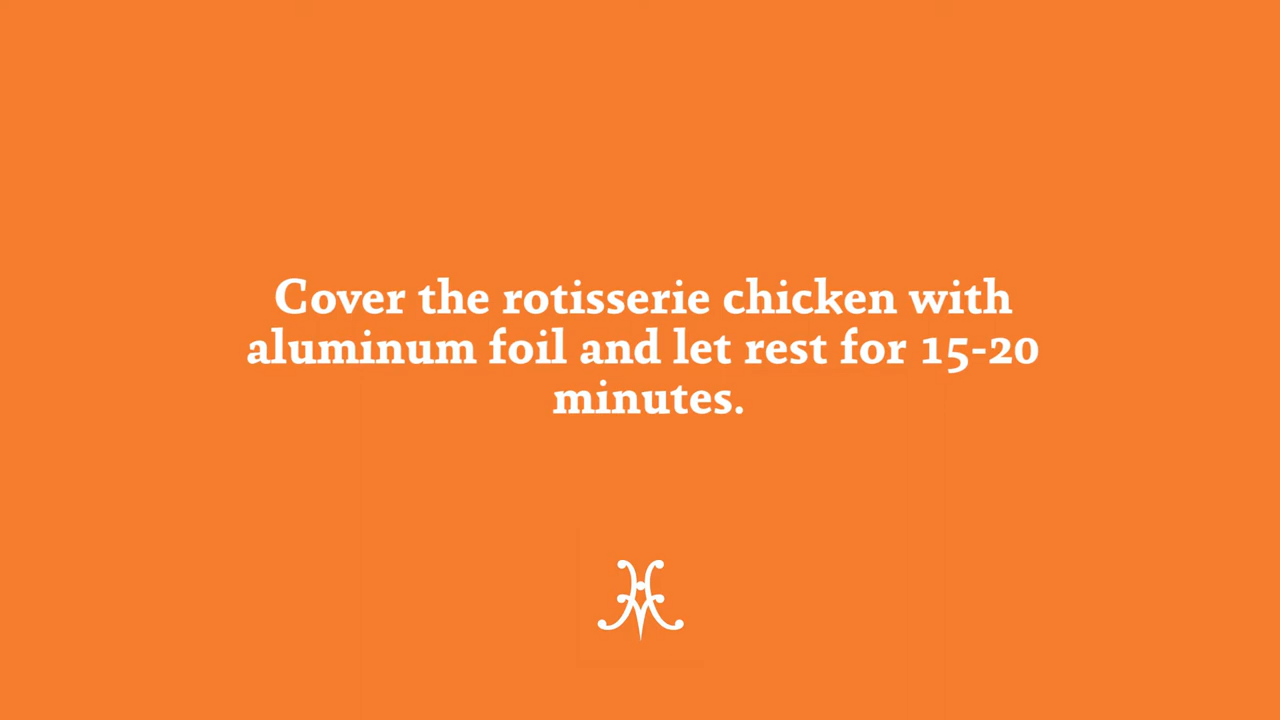 Cover the rotisserie chicken with
aluminum foil and let rest for 15-20
minutes.